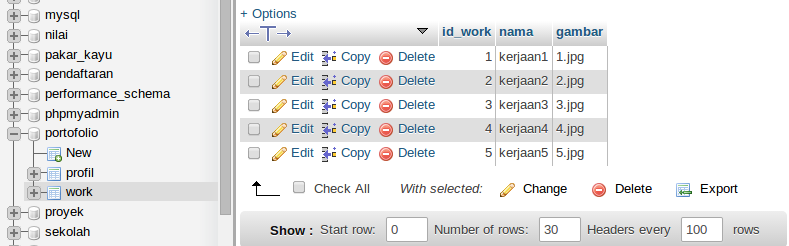 mysql
nilai
pakar_kayu
pendaftaran
performance_schema
phpmyadmin
portofolio
New
profil
work
proyek
sekolah
+ Options
id_work nama gambar
Edit Copy Delete 1 kerjaan1 1.jpg
Edit Copy Delete 2 kerjaan2 2.jpg
Edit Copy Delete 3 kerjaan3 3.jpg
Edit Copy Delete 4 kerjaan4 4.jpg
Edit Copy Delete 5 kerjaan5 5.jpg
Check All With selected: Change Delete Export
Show : Start row: 0 Number of rows: 30 Headers every 100 rows